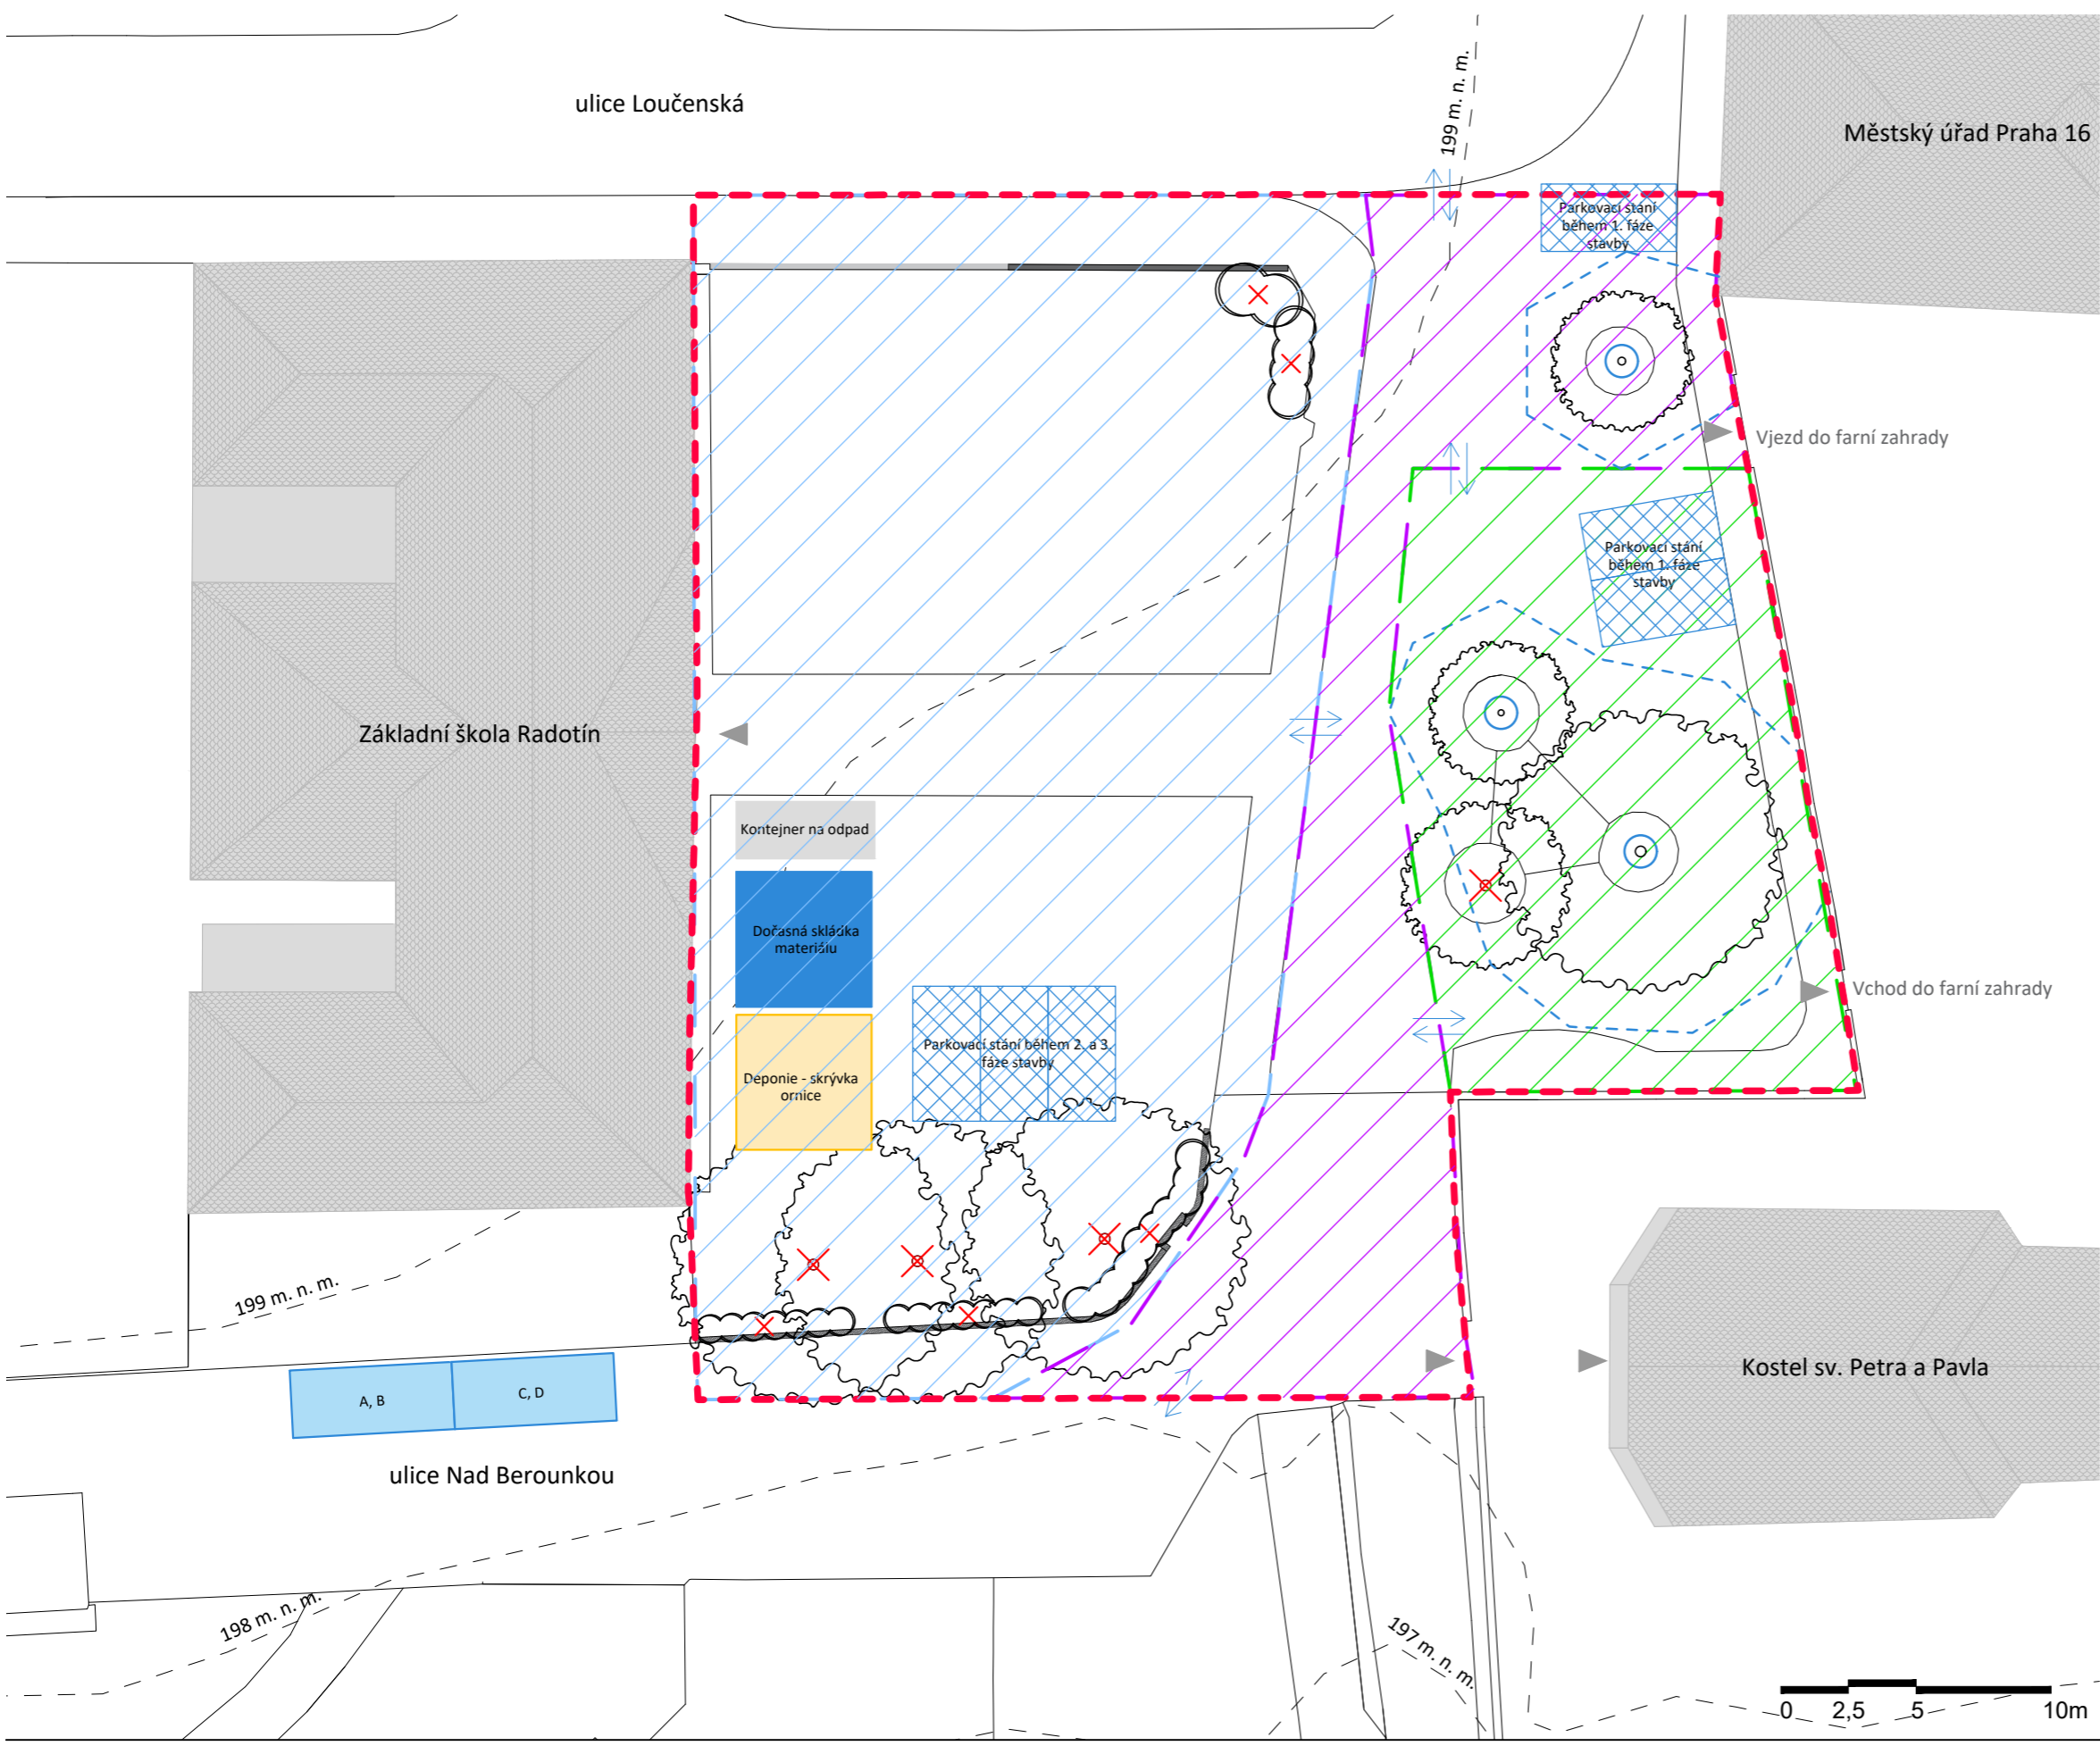 ulice Loučenská
199 m. n. m.
Městský úřad Praha 16
Parkovací stání
během 1. fáze
stavby
Vjezd do farní zahrady
Parkovací stání
během 1. fáze
stavby
Základní škola Radotín
Kontejner na odpad
Dočasná skládka
materiálu
Vchod do farní zahrady
Parkovací stání během 2. a 3.
fáze stavby
Deponie - skrývka
ornice
199 m. n. m.
Kostel sv. Petra a Pavla
A, B
C, D
ulice Nad Berounkou
198 m. n. m.
197 m. n. m.
0 2,5 5 10m